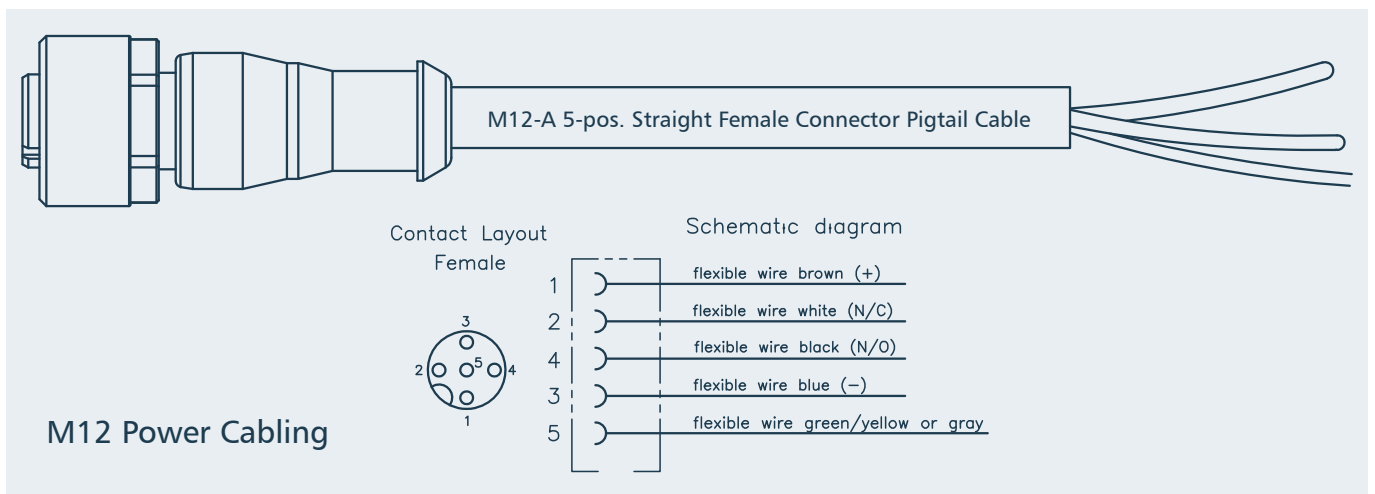 M12-A 5-pos. Straight Female Connector Pigtail Cable
Contact Layout
Female
3
2 5 4
1
Schematic diagram
1 flexible wire brown (+)
2 flexible wire white (N/C)
4 flexible wire black (N/O)
3 flexible wire blue (−)
5 flexible wire green/yellow or gray
M12 Power Cabling